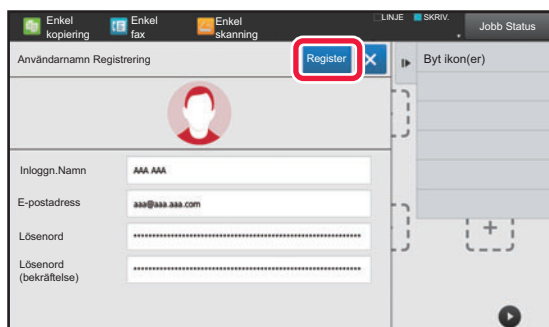 Enkel kopiering
Enkel fax
Enkel skanning
LINJE
SKRIV.
Jobb Status
Användarnamn Registrering
Register
Byt ikon(er)
Inloggn.Namn
AAA AAA
E-postadress
aaa@aaa.aaa.com
Lösenord
Lösenord
(bekräftelse)